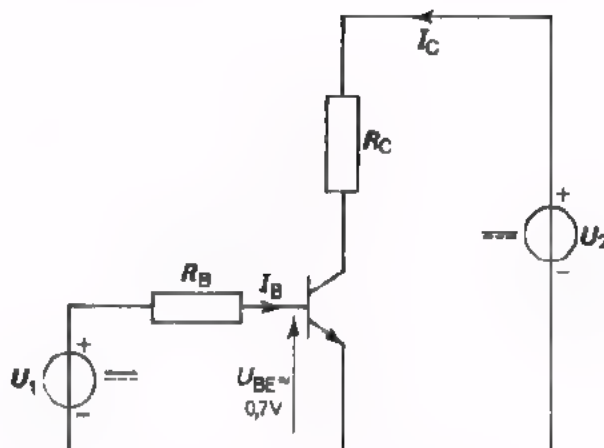 I_C
R_C
+
U_2
−
R_B
I_B
+
U_1
−
U_BE ≈
0,7V